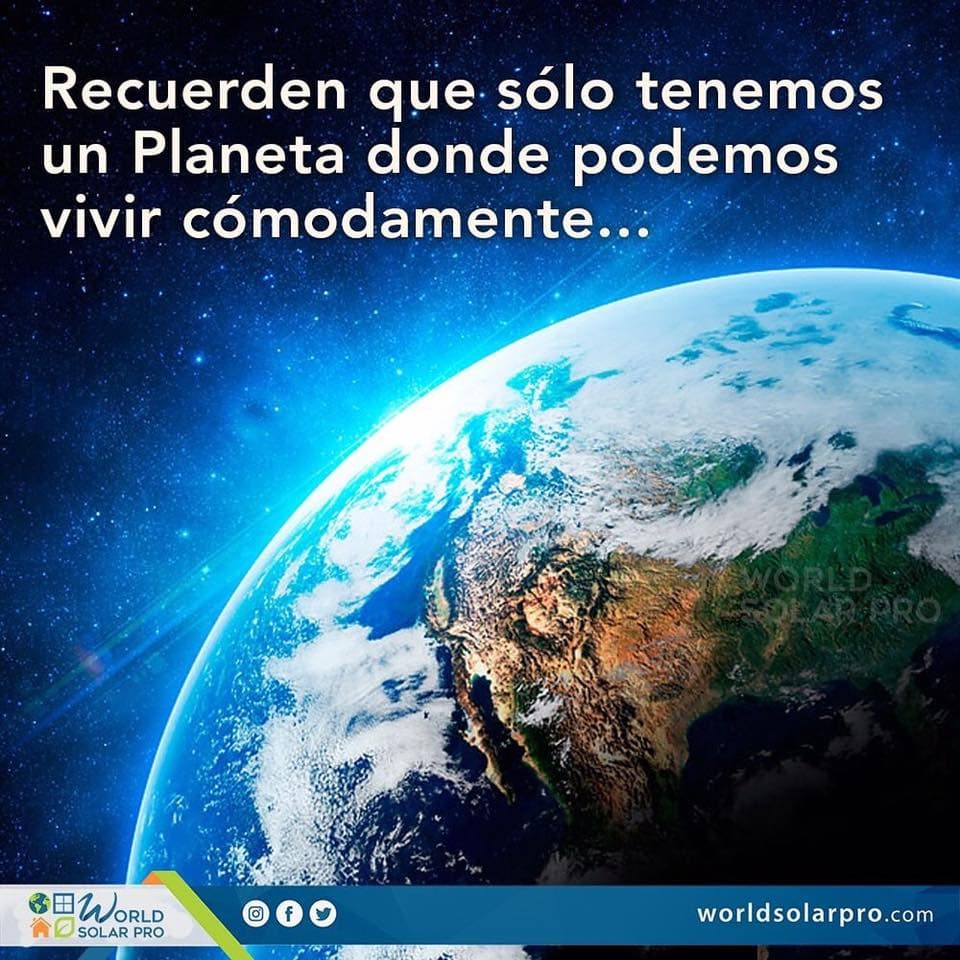 Recuerden que sólo tenemos
un Planeta donde podemos
vivir cómodamente...
WORLD
SOLAR PRO
WORLD
SOLAR PRO
worldsolarpro.com